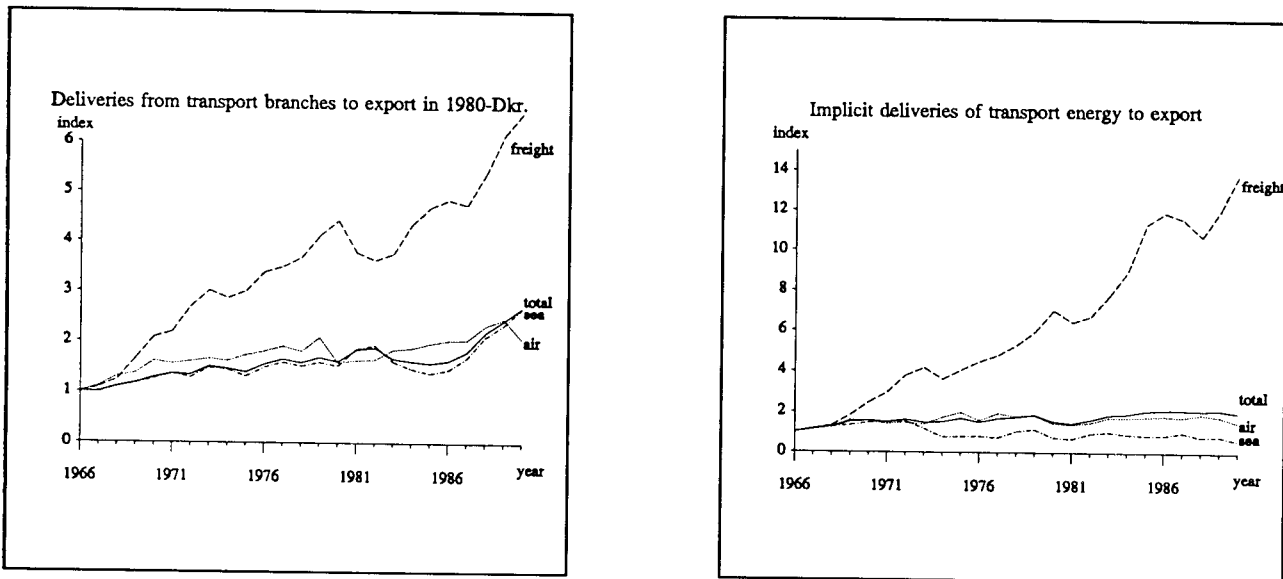 Deliveries from transport branches to export in 1980-Dkr.
index
6
freight
5
4
3
total
sea
2
air
1
0
1966 1971 1976 1981 1986 year
Implicit deliveries of transport energy to export
index
14
freight
12
10
8
6
4
total
2
air
sea
0
1966 1971 1976 1981 1986 year